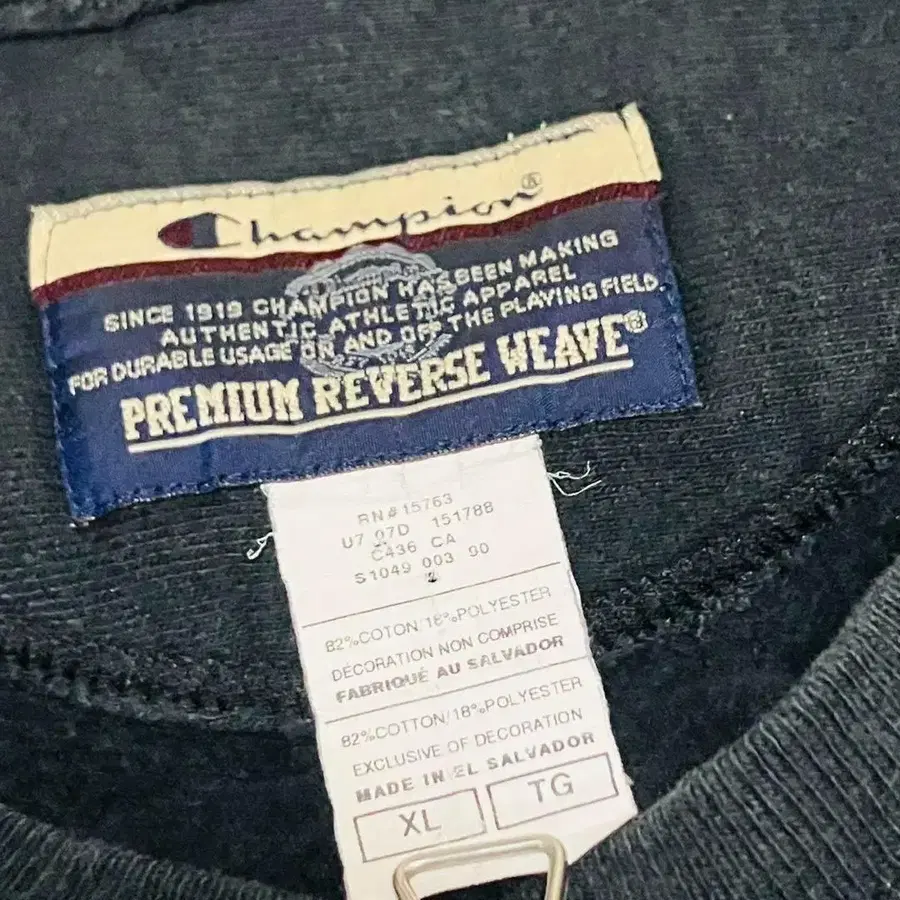 Champion®
SINCE 1919 CHAMPION HAS BEEN MAKING
AUTHENTIC ATHLETIC APPAREL
FOR DURABLE USAGE ON AND OFF THE PLAYING FIELD.
PREMIUM REVERSE WEAVE®
RN#15763
U7 07D 151788
C436 CA
S1049 003 90
82%COTON/18%POLYESTER
DÉCORATION NON COMPRISE
FABRIQUÉ AU SALVADOR
82%COTTON/18%POLYESTER
EXCLUSIVE OF DECORATION
MADE IN EL SALVADOR
XL TG